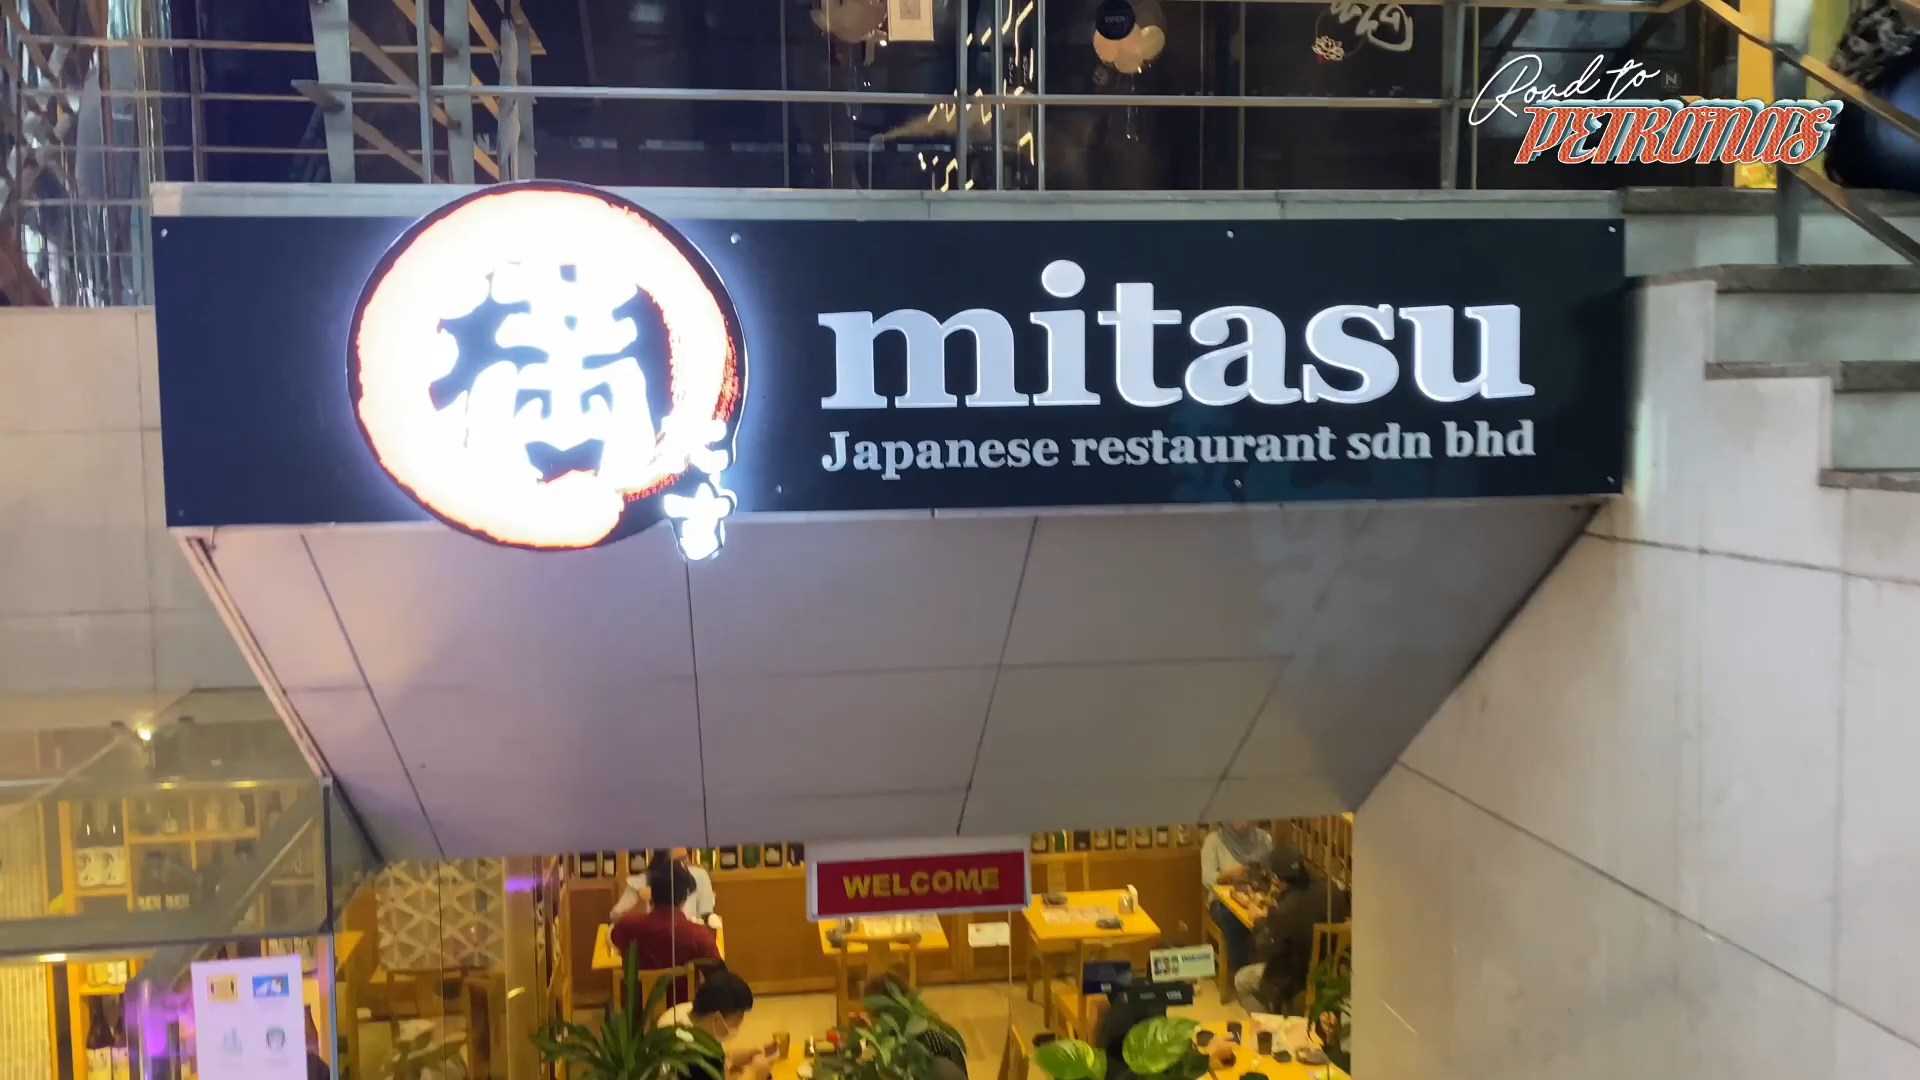 Road to
PETRONAS
mitasu
Japanese restaurant sdn bhd
WELCOME